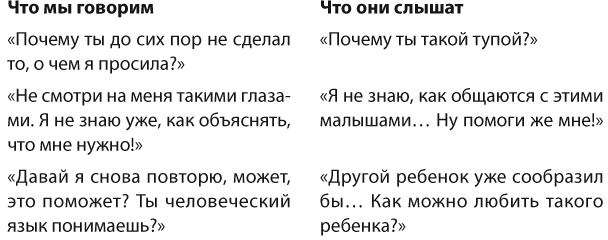 Что мы говорим
Что они слышат
«Почему ты до сих пор не сделал
то, о чем я просила?»
«Почему ты такой тупой?»
«Не смотри на меня такими глаза-
ми. Я не знаю уже, как объяснять,
что мне нужно!»
«Я не знаю, как общаются с этими
малышами… Ну помоги же мне!»
«Давай я снова повторю, может,
это поможет? Ты человеческий
язык понимаешь?»
«Другой ребенок уже сообразил
бы… Как можно любить такого
ребенка?»